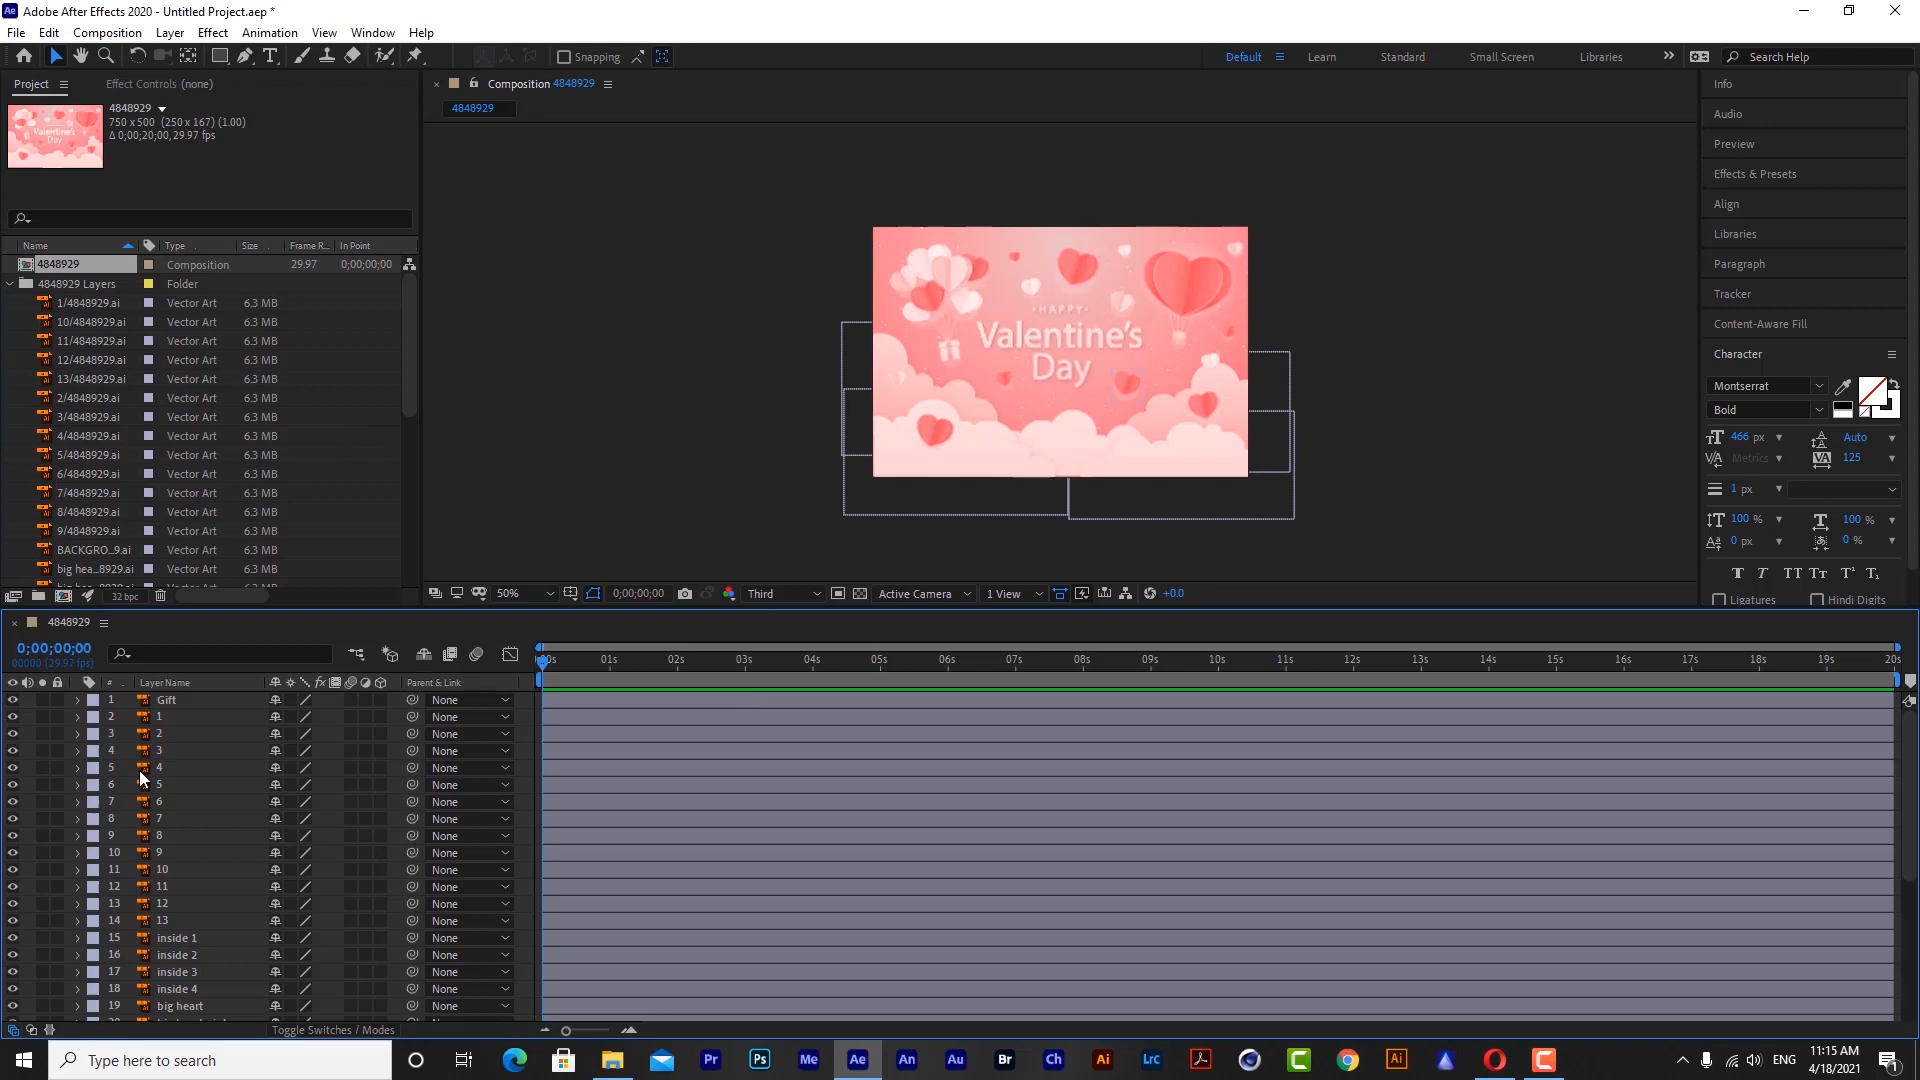 Adobe After Effects 2020 - Untitled Project.aep *
File Edit Composition Layer Effect Animation View Window Help
Snapping
Default Learn Standard Small Screen Libraries Search Help
Project Effect Controls (none)
Composition 4848929
4848929
4848929
750 x 500 (250 x 167) (1.00)
Δ 0;00;20;00, 29.97 fps
Name Type Size Frame R... In Point
4848929 Composition 29.97 0;00;00;00
4848929 Layers Folder
1/4848929.ai Vector Art 6.3 MB
10/4848929.ai Vector Art 6.3 MB
11/4848929.ai Vector Art 6.3 MB
12/4848929.ai Vector Art 6.3 MB
13/4848929.ai Vector Art 6.3 MB
2/4848929.ai Vector Art 6.3 MB
3/4848929.ai Vector Art 6.3 MB
4/4848929.ai Vector Art 6.3 MB
5/4848929.ai Vector Art 6.3 MB
6/4848929.ai Vector Art 6.3 MB
7/4848929.ai Vector Art 6.3 MB
8/4848929.ai Vector Art 6.3 MB
9/4848929.ai Vector Art 6.3 MB
BACKGRO...9.ai Vector Art 6.3 MB
big hea...8929.ai Vector Art 6.3 MB
32 bpc
·HAPPY·
Valentine's
Day
50% 0;00;00;00 Third Active Camera 1 View +0.0
Info
Audio
Preview
Effects & Presets
Align
Libraries
Paragraph
Tracker
Content-Aware Fill
Character
Montserrat
Bold
466 px Auto
Metrics 125
1 px
100 % 100 %
0 px 0 %
Ligatures Hindi Digits
4848929
0;00;00;00
00000 (29.97 fps)
# Layer Name Parent & Link
:00s 01s 02s 03s 04s 05s 06s 07s 08s 09s 10s 11s 12s 13s 14s 15s 16s 17s 18s 19s 20s
1 Gift None
2 1 None
3 2 None
4 3 None
5 4 None
6 5 None
7 6 None
8 7 None
9 8 None
10 9 None
11 10 None
12 11 None
13 12 None
14 13 None
15 inside 1 None
16 inside 2 None
17 inside 3 None
18 inside 4 None
19 big heart None
Toggle Switches / Modes
Type here to search
Pr Ps Me Ae An Au Br Ch Ai Lrc Ai
ENG
11:15 AM
4/18/2021